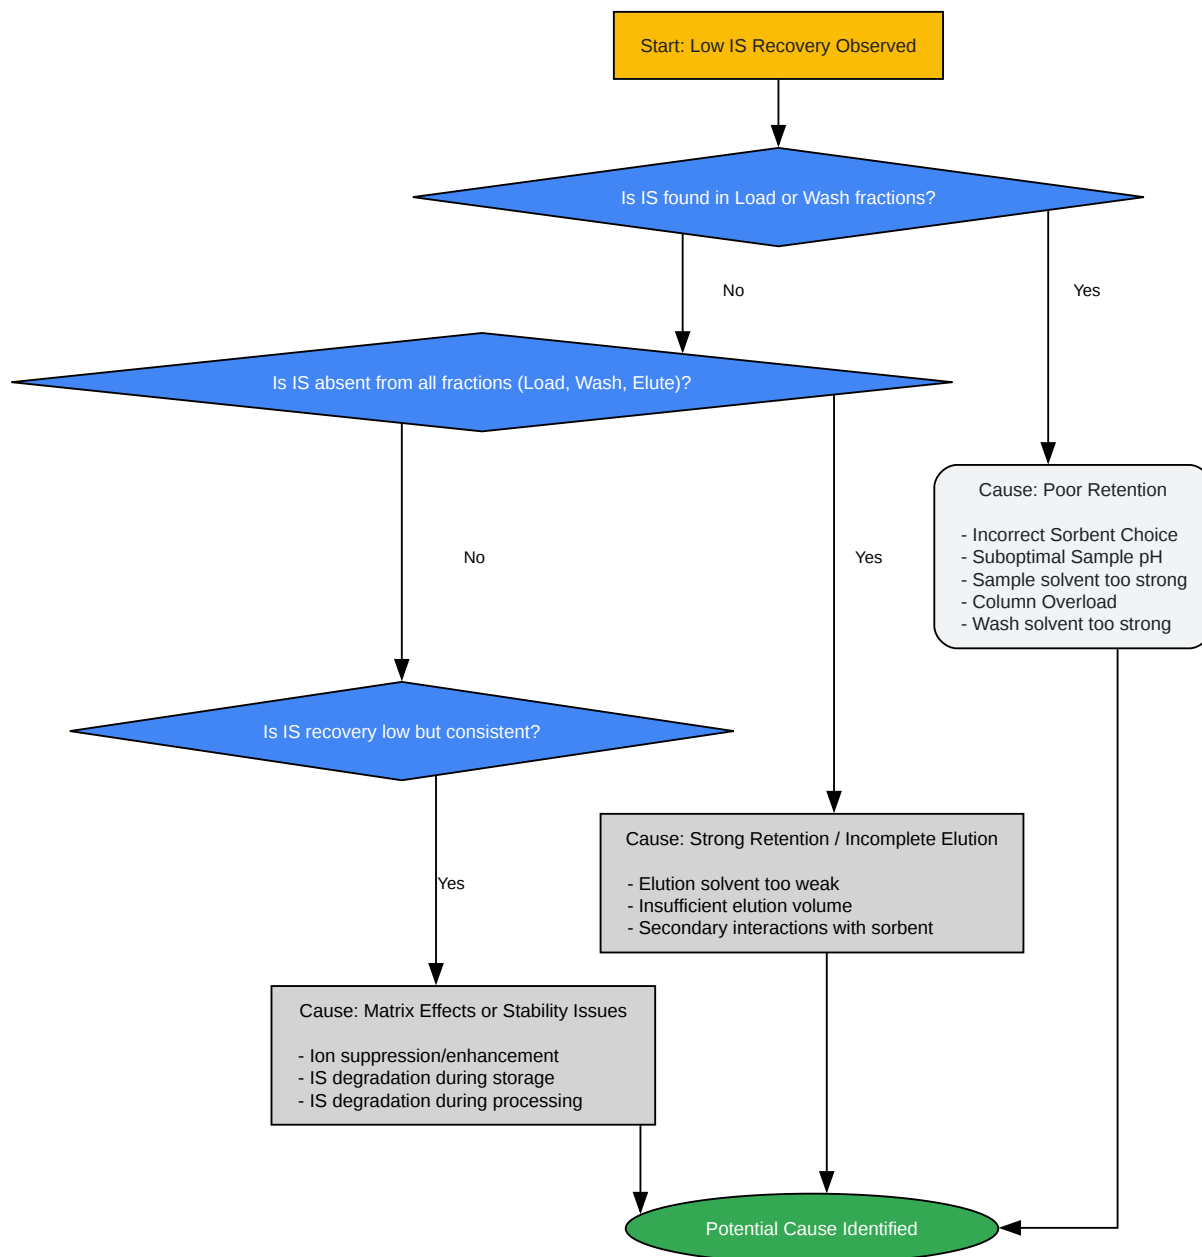 Start: Low IS Recovery Observed
Is IS found in Load or Wash fractions?
No
Yes
Is IS absent from all fractions (Load, Wash, Elute)?
Cause: Poor Retention
- Incorrect Sorbent Choice
- Suboptimal Sample pH
- Sample solvent too strong
- Column Overload
- Wash solvent too strong
No
Yes
Is IS recovery low but consistent?
Cause: Strong Retention / Incomplete Elution
- Elution solvent too weak
- Insufficient elution volume
- Secondary interactions with sorbent
Yes
Cause: Matrix Effects or Stability Issues
- Ion suppression/enhancement
- IS degradation during storage
- IS degradation during processing
Potential Cause Identified